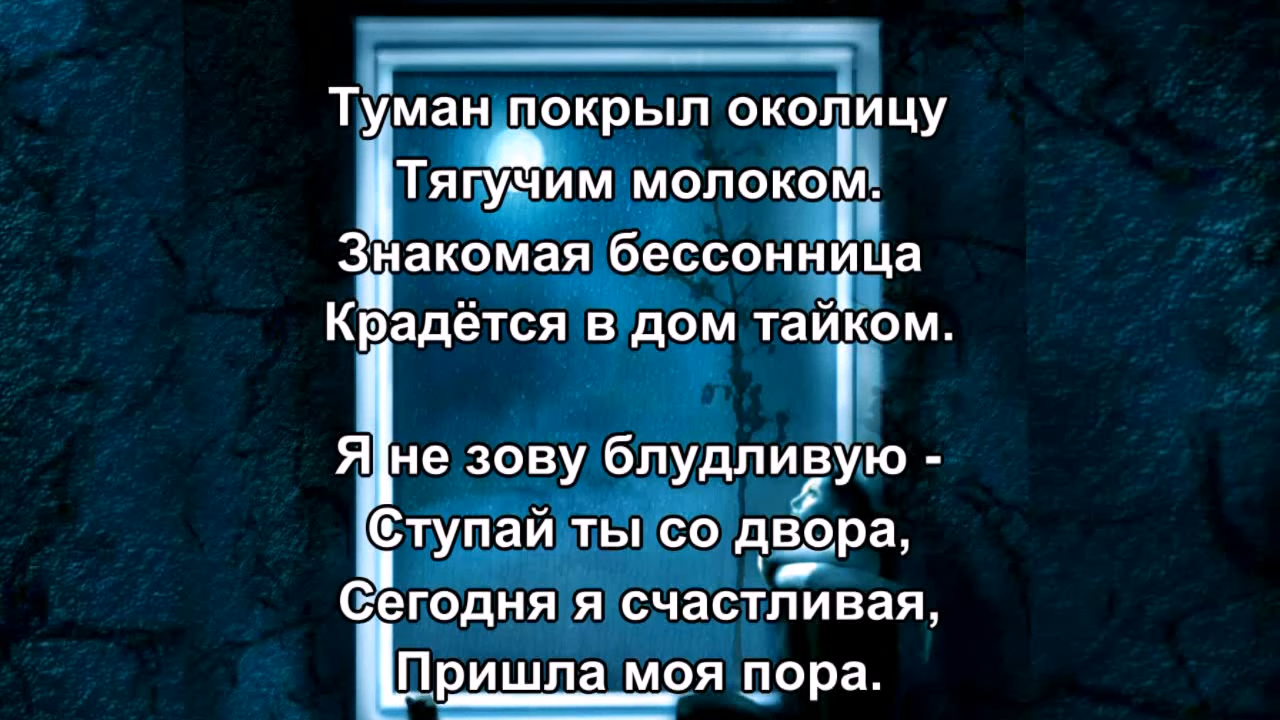 Туман покрыл околицу
Тягучим молоком.
Знакомая бессонница
Крадётся в дом тайком.
Я не зову блудливую -
Ступай ты со двора,
Сегодня я счастливая,
Пришла моя пора.